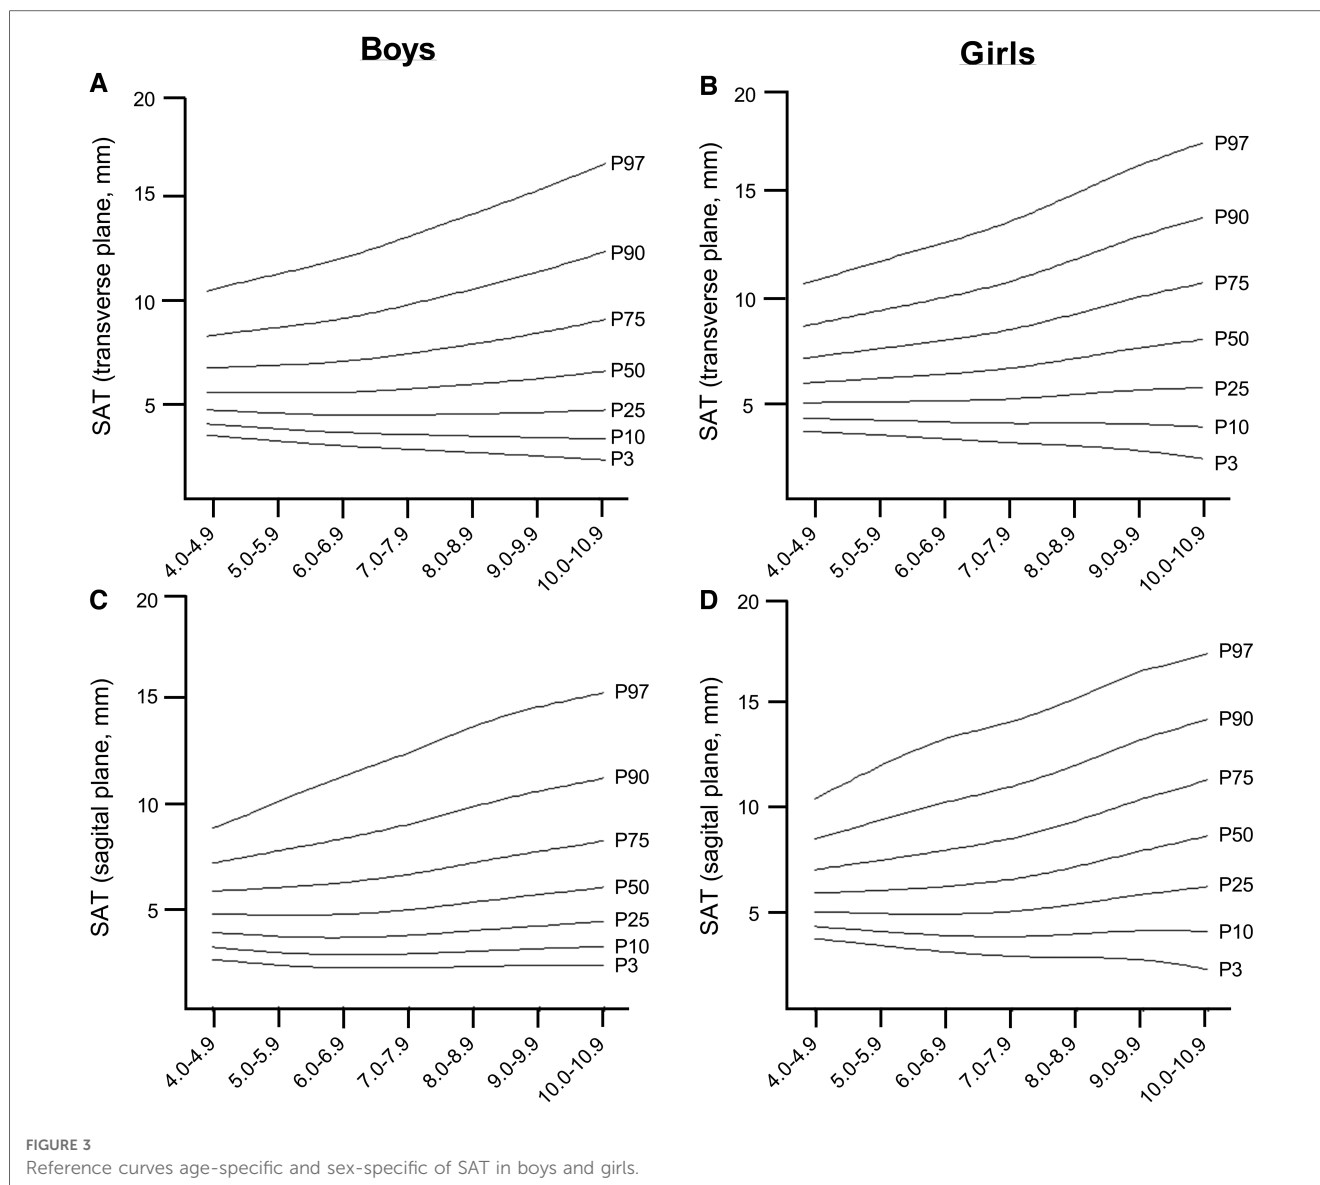 Boys
Girls
A
SAT (transverse plane, mm)
20
15
10
5
P97
P90
P75
P50
P25
P10
P3
4.0-4.9
5.0-5.9
6.0-6.9
7.0-7.9
8.0-8.9
9.0-9.9
10.0-10.9
B
SAT (transverse plane, mm)
20
15
10
5
P97
P90
P75
P50
P25
P10
P3
4.0-4.9
5.0-5.9
6.0-6.9
7.0-7.9
8.0-8.9
9.0-9.9
10.0-10.9
C
SAT (sagital plane, mm)
20
15
10
5
P97
P90
P75
P50
P25
P10
P3
4.0-4.9
5.0-5.9
6.0-6.9
7.0-7.9
8.0-8.9
9.0-9.9
10.0-10.9
D
SAT (sagital plane, mm)
20
15
10
5
P97
P90
P75
P50
P25
P10
P3
4.0-4.9
5.0-5.9
6.0-6.9
7.0-7.9
8.0-8.9
9.0-9.9
10.0-10.9
FIGURE 3
Reference curves age-specific and sex-specific of SAT in boys and girls.